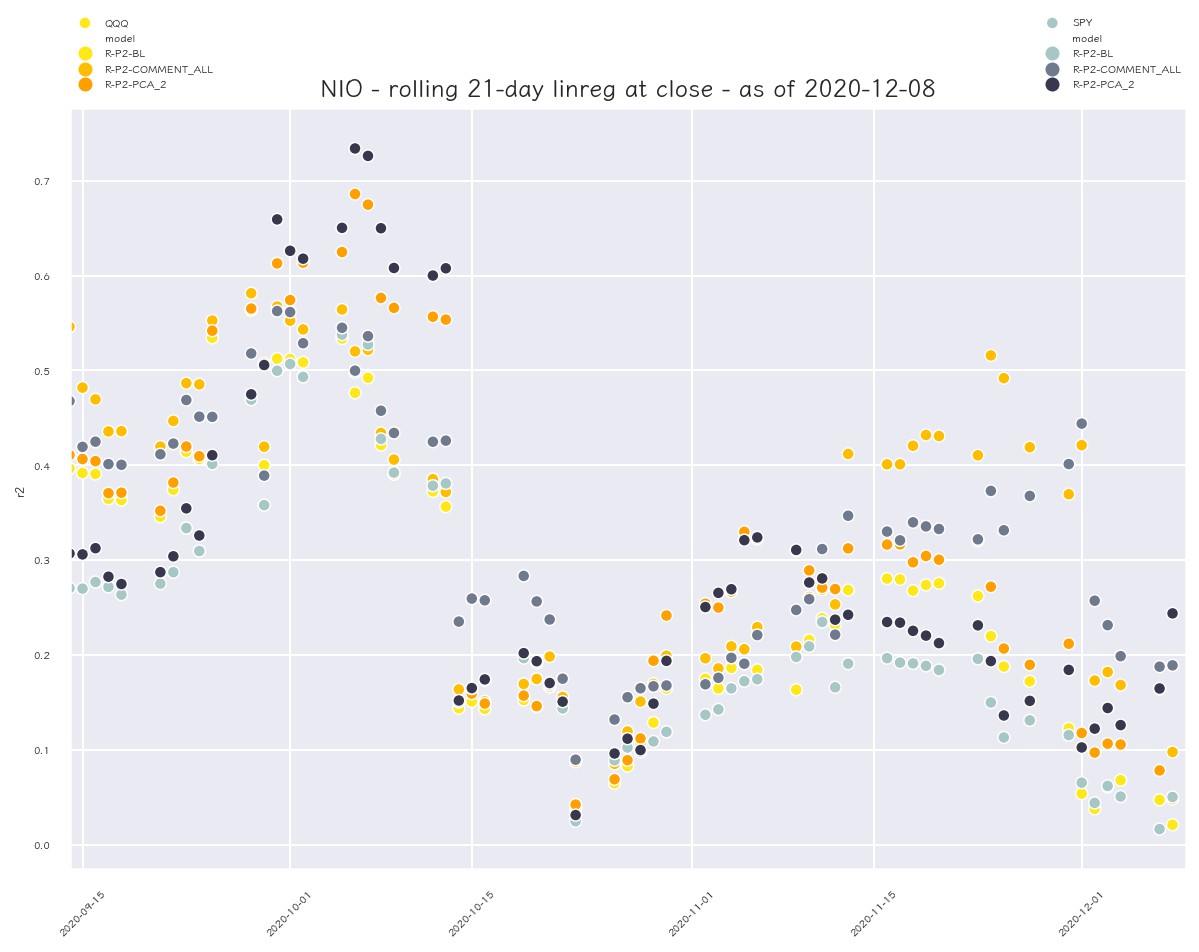 QQQ
model
R-P2-BL
R-P2-COMMENT_ALL
R-P2-PCA_2
SPY
model
R-P2-BL
R-P2-COMMENT_ALL
R-P2-PCA_2
NIO - rolling 21-day linreg at close - as of 2020-12-08
0.7
0.6
0.5
0.4
0.3
0.2
0.1
0.0
r2
2020-09-15
2020-10-01
2020-10-15
2020-11-01
2020-11-15
2020-12-01